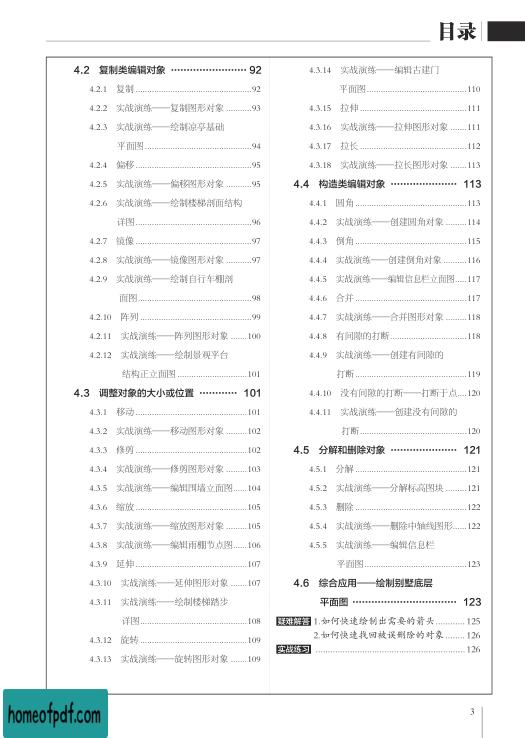 目录
4.2 复制类编辑对象 ························ 92
4.2.1 复制 ................................................ 92
4.2.2 实战演练——复制图形对象 ........... 93
4.2.3 实战演练——绘制凉亭基础
平面图 ............................................. 94
4.2.4 偏移 ................................................ 95
4.2.5 实战演练——偏移图形对象 ........... 95
4.2.6 实战演练——绘制楼梯剖面结构
详图 ................................................ 96
4.2.7 镜像 ................................................ 97
4.2.8 实战演练——镜像图形对象 ........... 97
4.2.9 实战演练——绘制自行车棚剖
面图 ................................................ 98
4.2.10 阵列 ............................................... 99
4.2.11 实战演练——阵列图形对象 ....... 100
4.2.12 实战演练——绘制景观平台
结构正立面图 .............................. 101
4.3 调整对象的大小或位置 ············ 101
4.3.1 移动 .............................................. 101
4.3.2 实战演练——移动图形对象 ......... 102
4.3.3 修剪 .............................................. 102
4.3.4 实战演练——修剪图形对象 ......... 103
4.3.5 实战演练——编辑围墙立面图 ...... 104
4.3.6 缩放 .............................................. 105
4.3.7 实战演练——缩放图形对象 ......... 105
4.3.8 实战演练——编辑雨棚节点图 ...... 106
4.3.9 延伸 .............................................. 107
4.3.10 实战演练——延伸图形对象 ....... 107
4.3.11 实战演练——绘制楼梯踏步
详图 .............................................. 108
4.3.12 旋转 ............................................. 109
4.3.13 实战演练——旋转图形对象 ....... 109
4.3.14 实战演练——编辑古建门
平面图 .......................................... 110
4.3.15 拉伸 ............................................. 111
4.3.16 实战演练——拉伸图形对象 ....... 111
4.3.17 拉长 ............................................. 112
4.3.18 实战演练——拉长图形对象 ....... 113
4.4 构造类编辑对象 ····················· 113
4.4.1 圆角 .............................................. 113
4.4.2 实战演练——创建圆角对象 ......... 114
4.4.3 倒角 .............................................. 115
4.4.4 实战演练——创建倒角对象 .......... 116
4.4.5 实战演练——编辑信息栏立面图 ..... 117
4.4.6 合并 .............................................. 117
4.4.7 实战演练——合并图形对象 ......... 118
4.4.8 有间隙的打断 ................................ 118
4.4.9 实战演练——创建有间隙的
打断 .............................................. 119
4.4.10 没有间隙的打断——打断于点 .... 120
4.4.11 实战演练——创建没有间隙的
打断 ............................................. 120
4.5 分解和删除对象 ····················· 121
4.5.1 分解 .............................................. 121
4.5.2 实战演练——分解标高图块 ......... 121
4.5.3 删除 .............................................. 122
4.5.4 实战演练——删除中轴线图形 ...... 122
4.5.5 实战演练——编辑信息栏
平面图 .......................................... 123
4.6 综合应用——绘制别墅底层
平面图 ································· 123
疑难解答 1.如何快速绘制出需要的箭头 ............ 125
2.如何快速找回被误删除的对象 ........ 126
实战练习 .............................................................. 126
3
homeofpdf.com